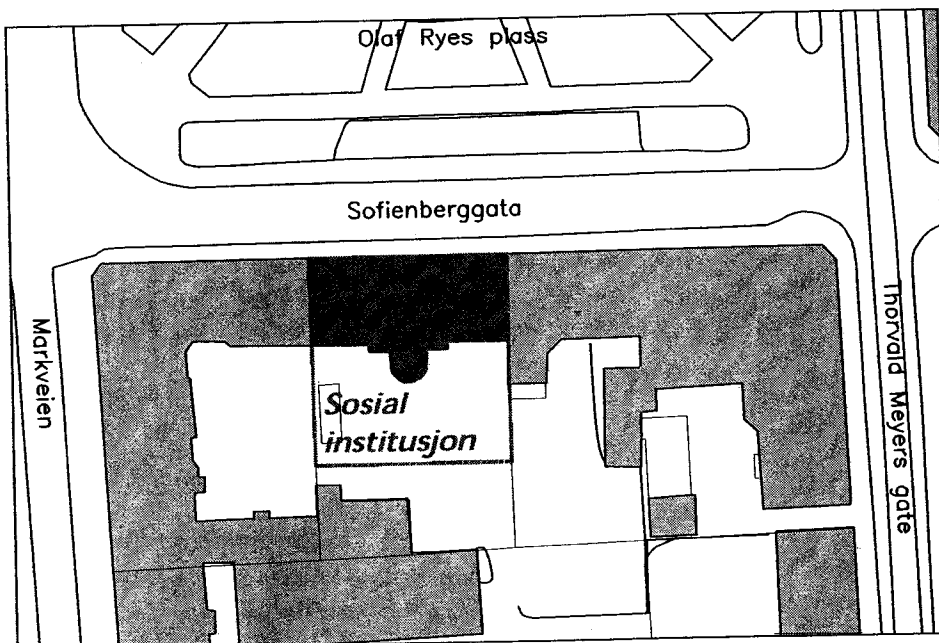 Olaf Ryes plass
Sofienberggata
Markveien
Thorvald Meyers gate
Sosial
institusjon